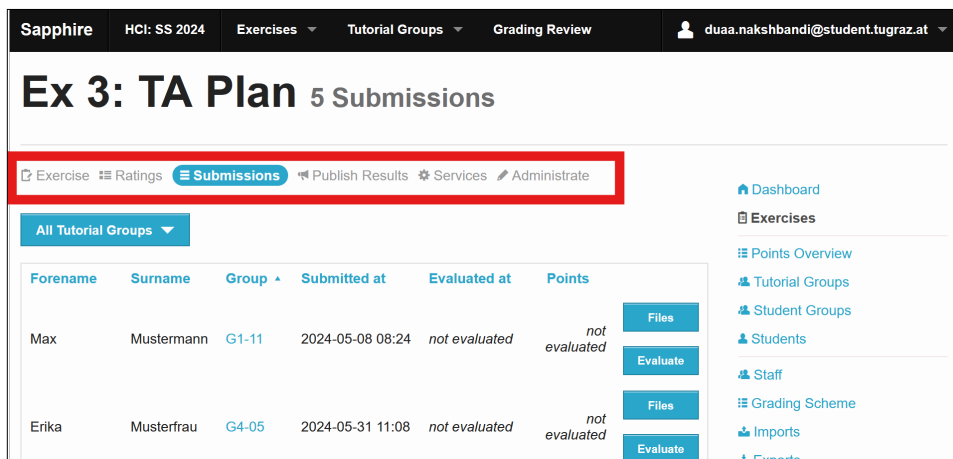 Sapphire HCI: SS 2024 Exercises Tutorial Groups Grading Review duaa.nakshbandi@student.tugraz.at
Ex 3: TA Plan 5 Submissions
Exercise Ratings Submissions Publish Results Services Administrate
All Tutorial Groups
Forename Surname Group Submitted at Evaluated at Points
Max Mustermann G1-11 2024-05-08 08:24 not evaluated not evaluated
Files
Evaluate
Erika Musterfrau G4-05 2024-05-31 11:08 not evaluated not evaluated
Files
Evaluate
Dashboard
Exercises
Points Overview
Tutorial Groups
Student Groups
Students
Staff
Grading Scheme
Imports
Exports